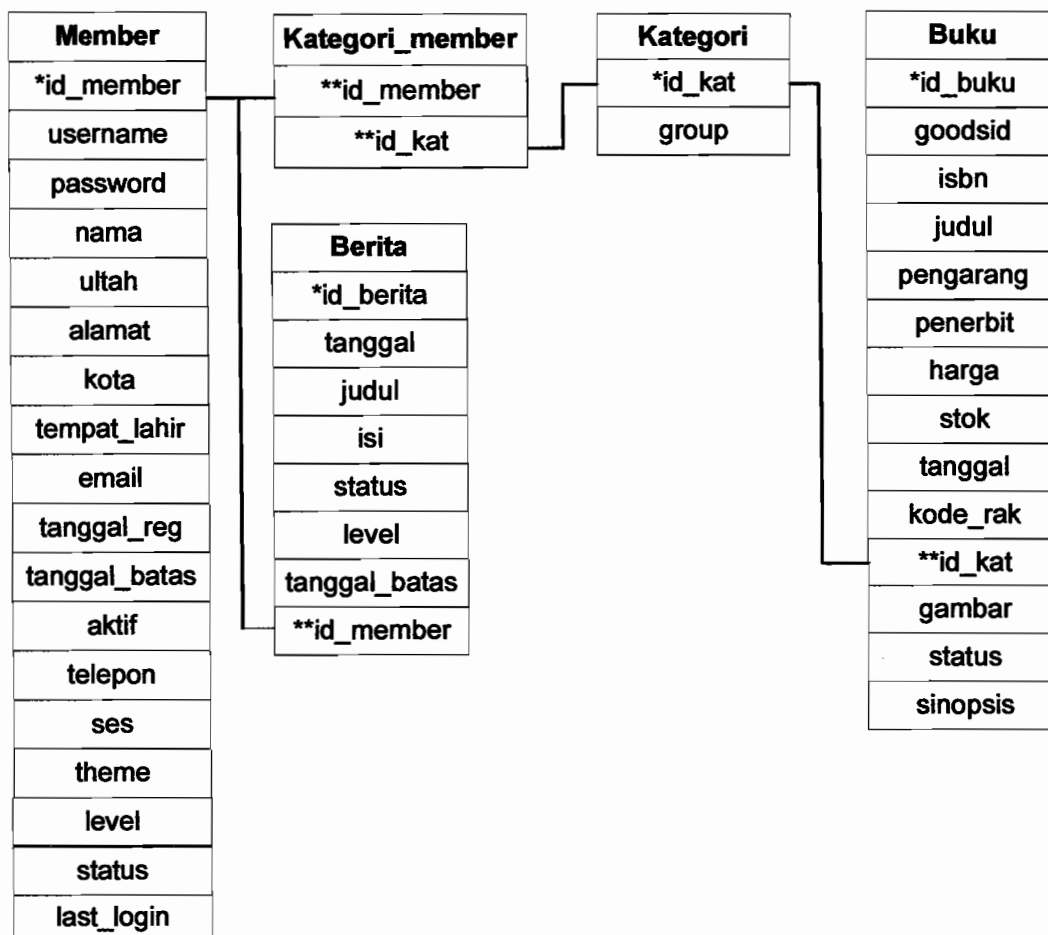 Member
*id_member
username
password
nama
ultah
alamat
kota
tempat_lahir
email
tanggal_reg
tanggal_batas
aktif
telepon
ses
theme
level
status
last_login
Kategori_member
**id_member
**id_kat
Berita
*id_berita
tanggal
judul
isi
status
level
tanggal_batas
**id_member
Kategori
*id_kat
group
Buku
*id_buku
goodsid
isbn
judul
pengarang
penerbit
harga
stok
tanggal
kode_rak
**id_kat
gambar
status
sinopsis